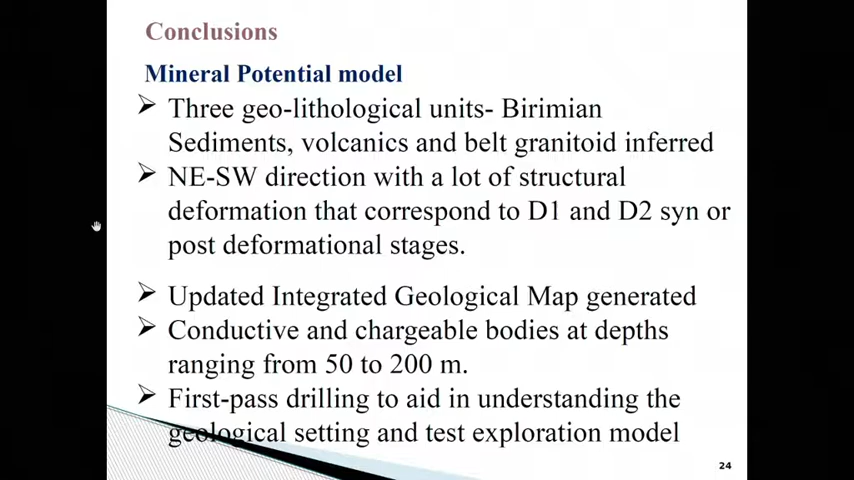 Conclusions
Mineral Potential model
➢ Three geo-lithological units- Birimian
Sediments, volcanics and belt granitoid inferred
➢ NE-SW direction with a lot of structural
deformation that correspond to D1 and D2 syn or
post deformational stages.
➢ Updated Integrated Geological Map generated
➢ Conductive and chargeable bodies at depths
ranging from 50 to 200 m.
➢ First-pass drilling to aid in understanding the
geological setting and test exploration model
24